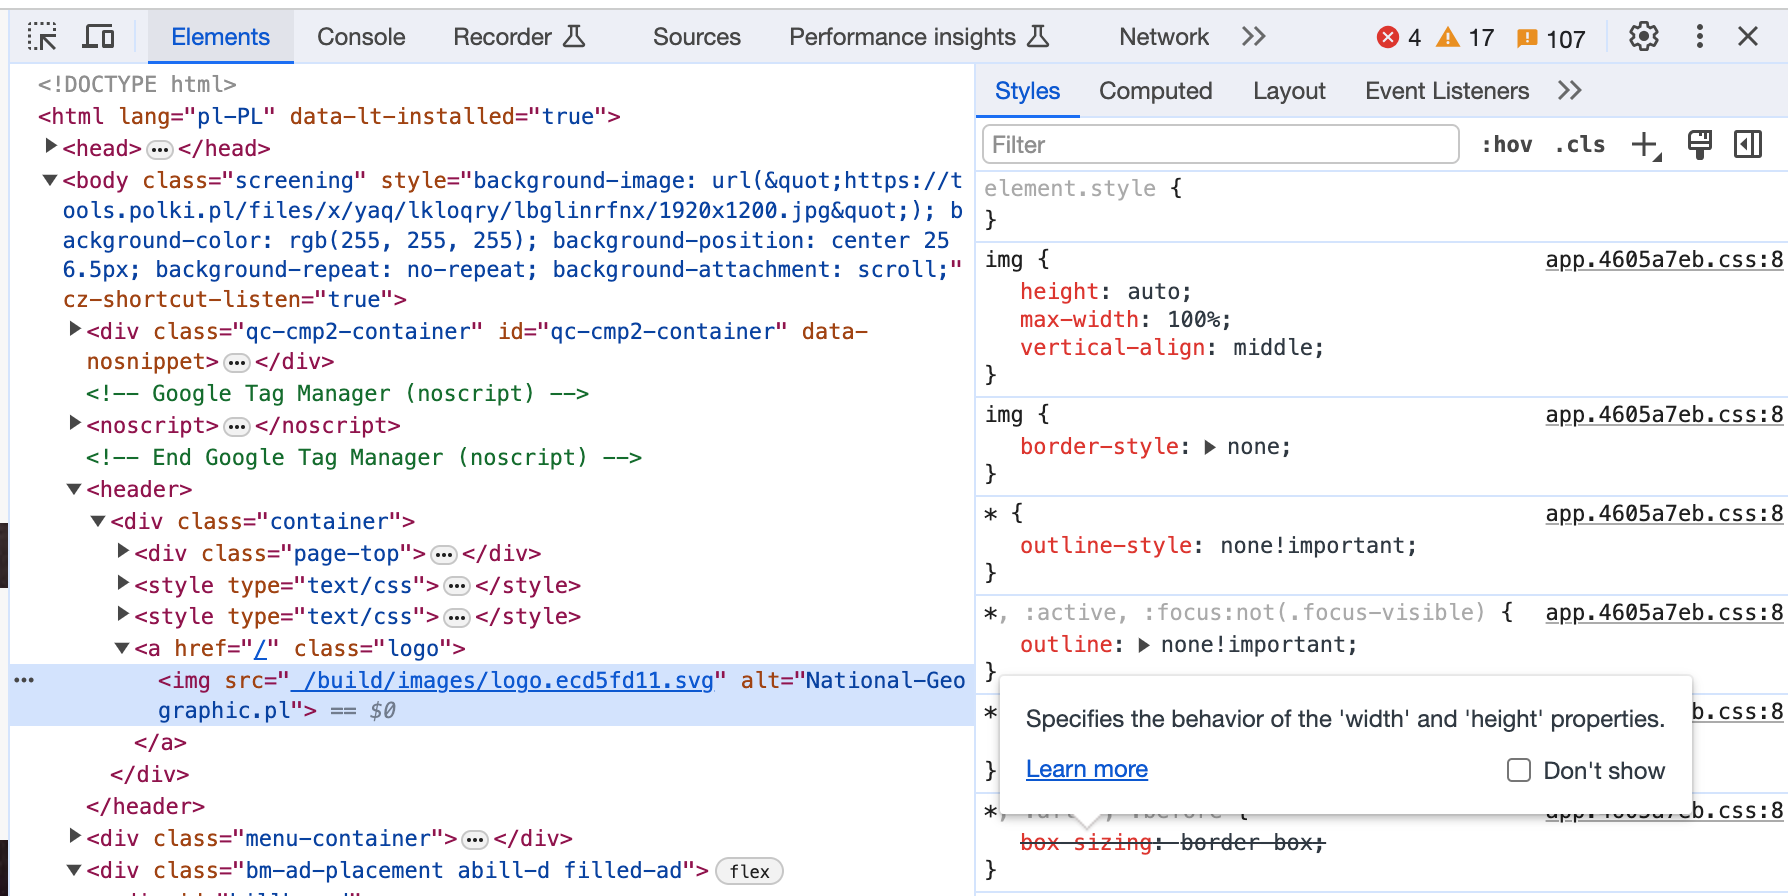 Elements Console Recorder Sources Performance insights Network 4 17 107
<!DOCTYPE html>
<html lang="pl-PL" data-lt-installed="true">
<head> ••• </head>
<body class="screening" style="background-image: url(&quot;https://t
ools.polki.pl/files/x/yaq/lkloqry/lbglinrfnx/1920x1200.jpg&quot;); b
ackground-color: rgb(255, 255, 255); background-position: center 25
6.5px; background-repeat: no-repeat; background-attachment: scroll;"
cz-shortcut-listen="true">
<div class="qc-cmp2-container" id="qc-cmp2-container" data-
nosnippet> ••• </div>
<!-- Google Tag Manager (noscript) -->
<noscript> ••• </noscript>
<!-- End Google Tag Manager (noscript) -->
<header>
<div class="container">
<div class="page-top"> ••• </div>
<style type="text/css"> ••• </style>
<style type="text/css"> ••• </style>
<a href="/" class="logo">
<img src=" /build/images/logo.ecd5fd11.svg" alt="National-Geo
graphic.pl"> == $0
</a>
</div>
</header>
<div class="menu-container"> ••• </div>
<div class="bm-ad-placement abill-d filled-ad"> flex
Styles Computed Layout Event Listeners
Filter :hov .cls
element.style {
}
img { app.4605a7eb.css:8
height: auto;
max-width: 100%;
vertical-align: middle;
}
img { app.4605a7eb.css:8
border-style: none;
}
* { app.4605a7eb.css:8
outline-style: none!important;
}
*, :active, :focus:not(.focus-visible) { app.4605a7eb.css:8
outline: none!important;
}
* b.css:8
Specifies the behavior of the 'width' and 'height' properties.
} Learn more Don't show
*, :before { app.4605a7eb.css:8
box-sizing: border-box;
}